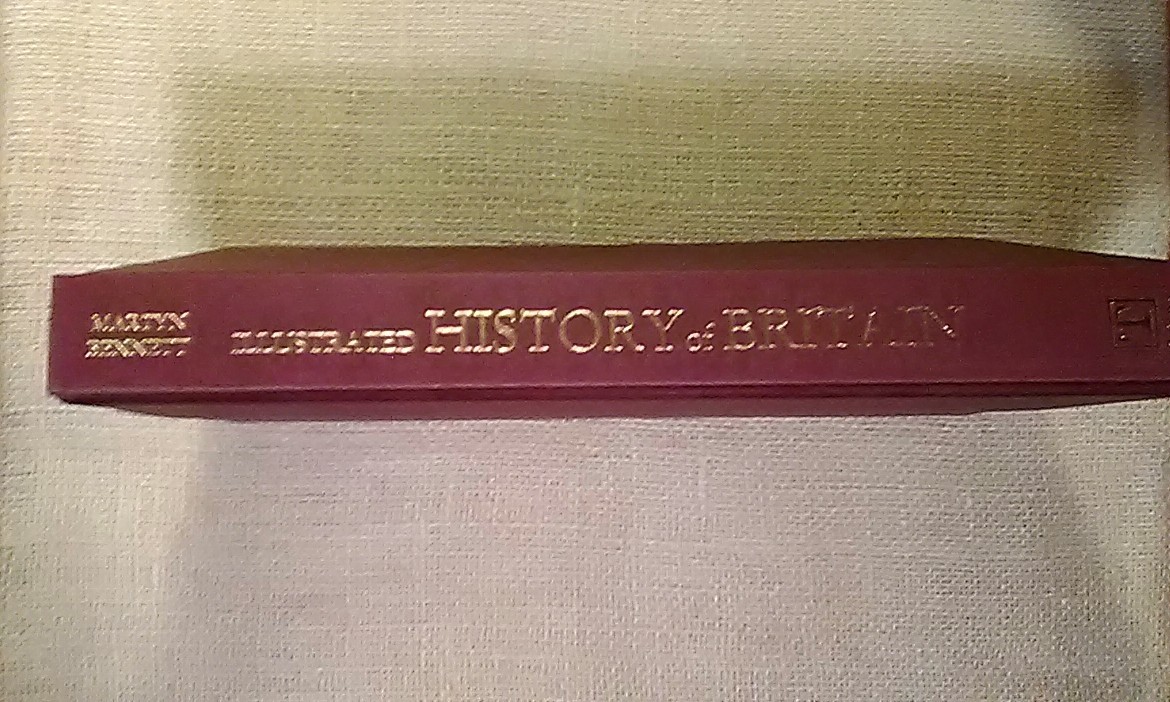 MARTYN
BENNETT
ILLUSTRATED HISTORY of BRITAIN